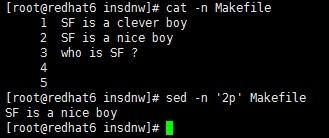 [root@redhat6 insdnw]# cat -n Makefile
     1  SF is a clever boy
     2  SF is a nice boy
     3  who is SF ?
     4
     5
[root@redhat6 insdnw]# sed -n '2p' Makefile
SF is a nice boy
[root@redhat6 insdnw]#